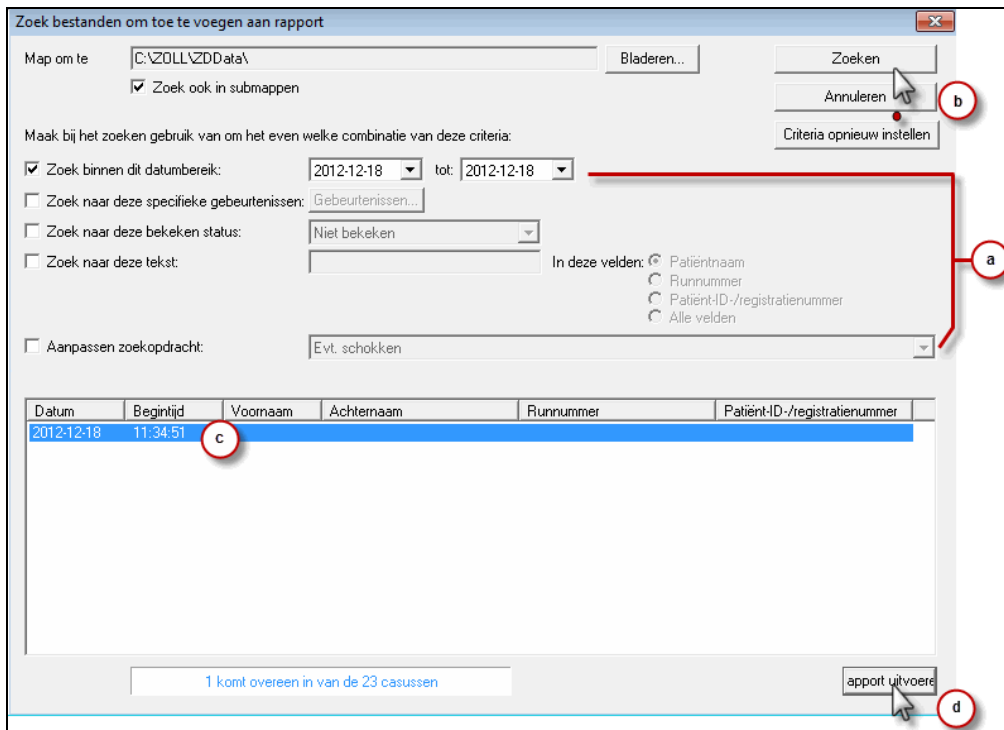 Zoek bestanden om toe te voegen aan rapport
Map om te C:\ZOLL\ZDData\ Bladeren... Zoeken
Zoek ook in submappen
Annuleren b
Maak bij het zoeken gebruik van om het even welke combinatie van deze criteria: Criteria opnieuw instellen
Zoek binnen dit datumbereik: 2012-12-18 tot: 2012-12-18
Zoek naar deze specifieke gebeurtenissen: Gebeurtenissen...
Zoek naar deze bekeken status: Niet bekeken
Zoek naar deze tekst: In deze velden: Patiëntnaam a
Runnummer
Patiënt-ID-/registratienummer
Alle velden
Aanpassen zoekopdracht: Evt. schokken
Datum Begintijd Voornaam Achternaam Runnummer Patiënt-ID-/registratienummer
2012-12-18 11:34:51 c
1 komt overeen in van de 23 casussen apport uitvoere
d